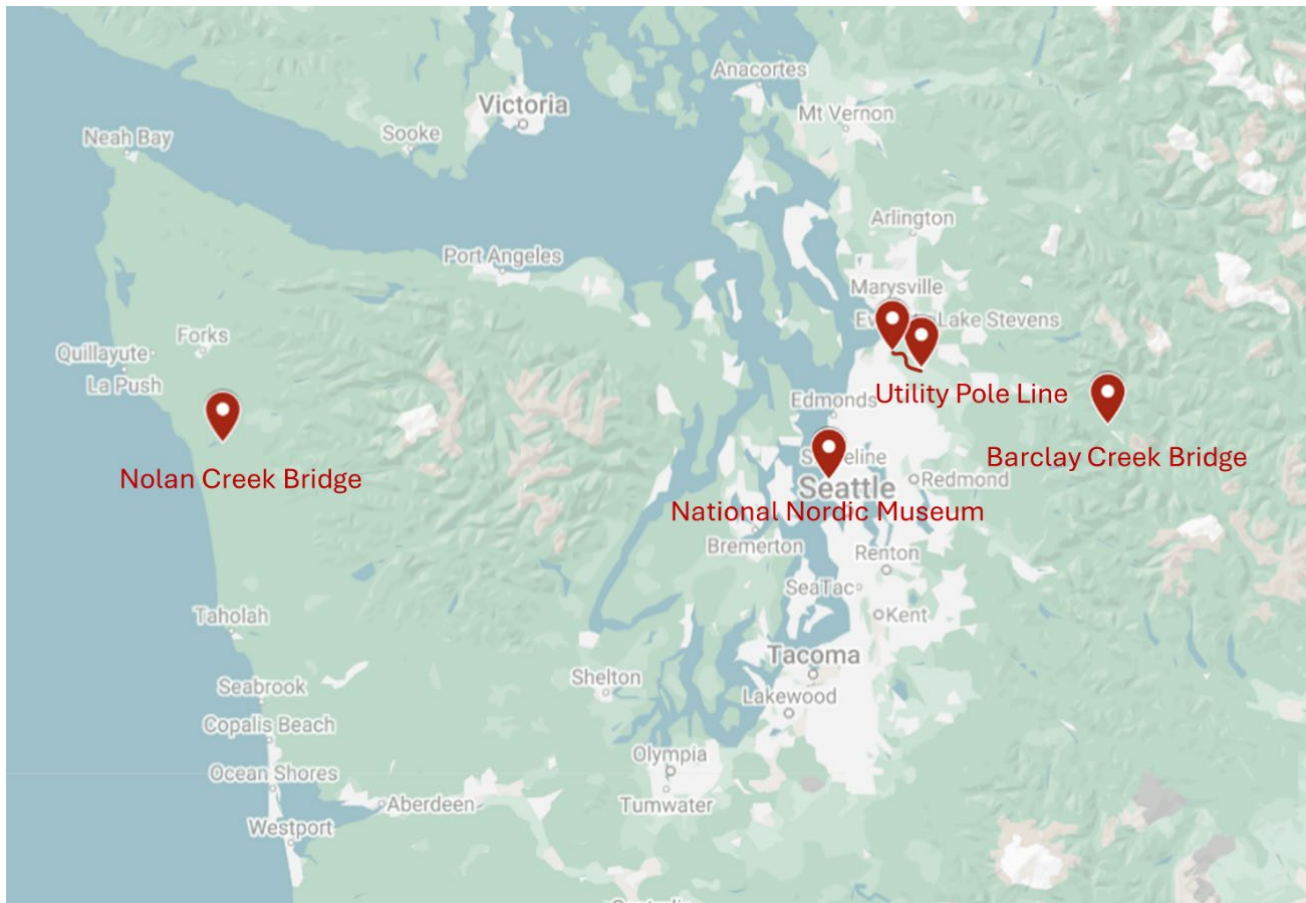 Anacortes
Victoria
Mt Vernon
Neah Bay
Sooke
Arlington
Port Angeles
Marysville
Lake Stevens
Forks
Quillayute
La Push
Utility Pole Line
Edmonds
Barclay Creek Bridge
Nolan Creek Bridge
Redmond
Seattle
National Nordic Museum
Bremerton
Renton
SeaTac
Kent
Taholah
Tacoma
Shelton
Seabrook
Lakewood
Copalis Beach
Olympia
Ocean Shores
Aberdeen
Tumwater
Westport